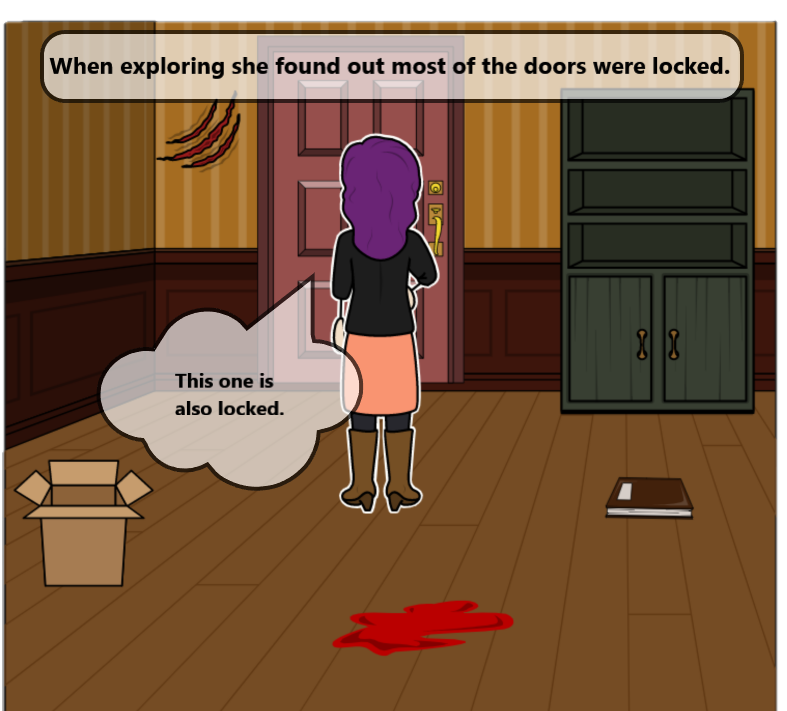 When exploring she found out most of the doors were locked.
This one is
also locked.